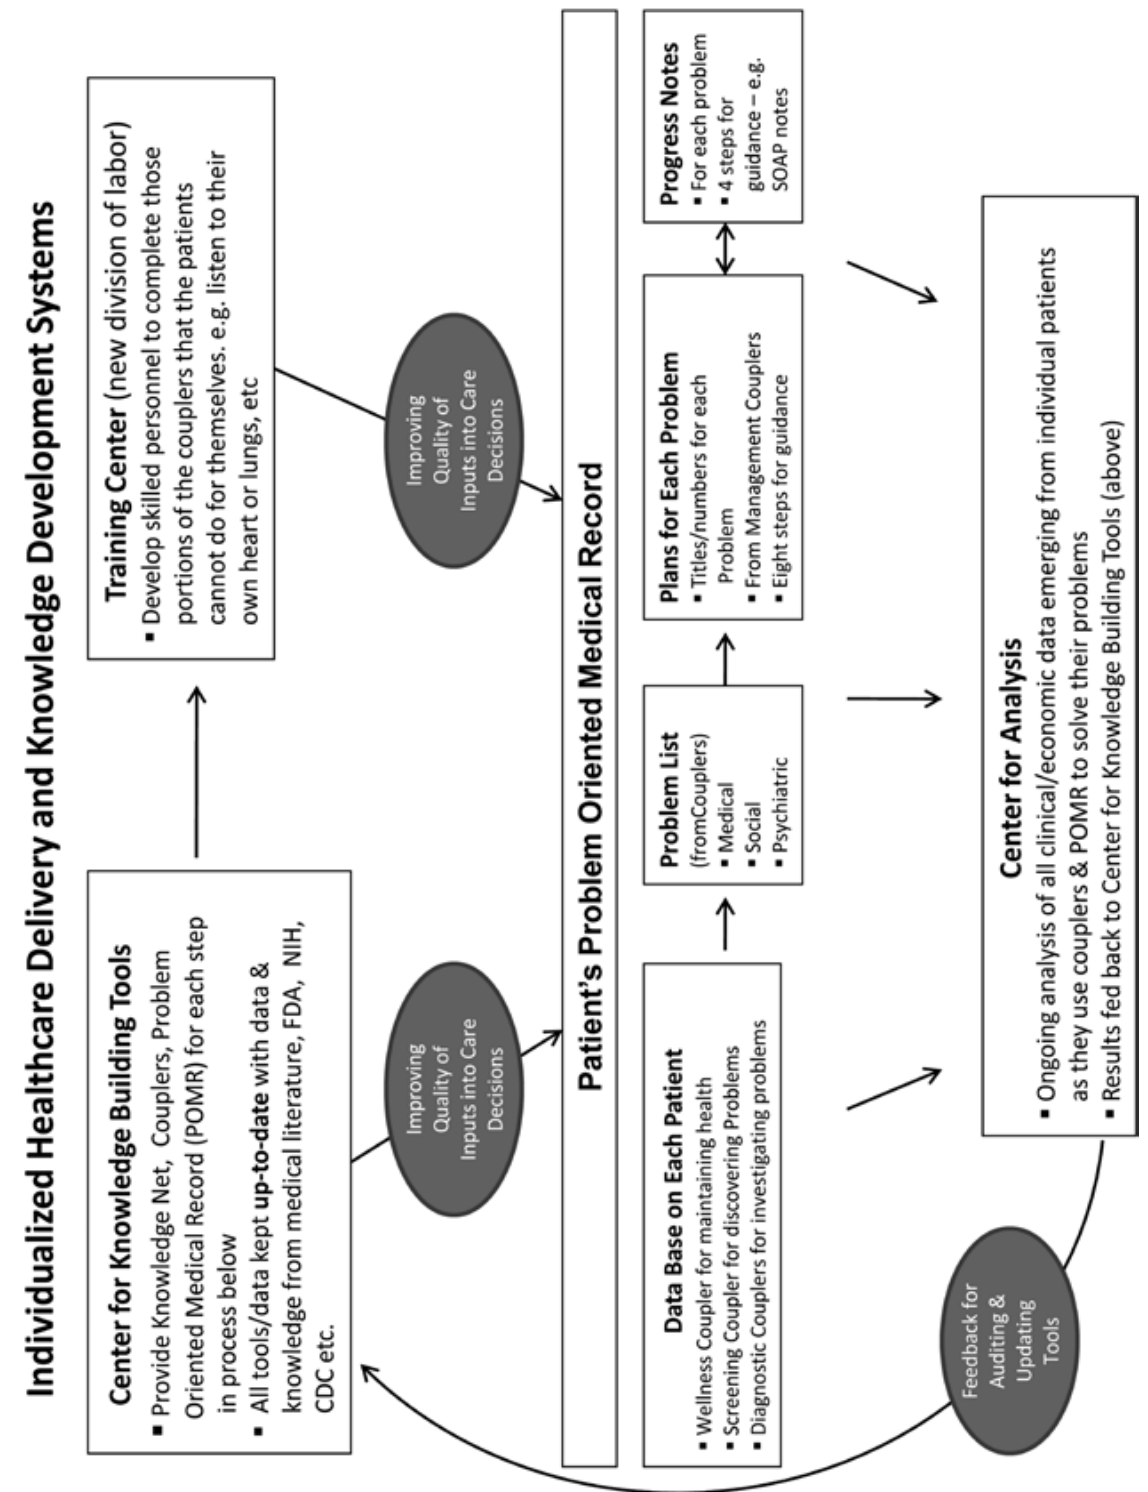 Individualized Healthcare Delivery and Knowledge Development Systems
Center for Knowledge Building Tools
▪ Provide Knowledge Net, Couplers, Problem
Oriented Medical Record (POMR) for each step
in process below
▪ All tools/data kept up-to-date with data &
knowledge from medical literature, FDA, NIH,
CDC etc.
Training Center (new division of labor)
▪ Develop skilled personnel to complete those
portions of the couplers that the patients
cannot do for themselves. e.g. listen to their
own heart or lungs, etc
Improving
Quality of
Inputs into Care
Decisions
Improving
Quality of
Inputs into Care
Decisions
Patient's Problem Oriented Medical Record
Data Base on Each Patient
▪ Wellness Coupler for maintaining health
▪ Screening Coupler for discovering Problems
▪ Diagnostic Couplers for investigating problems
Problem List
(fromCouplers)
▪ Medical
▪ Social
▪ Psychiatric
Plans for Each Problem
▪ Titles/numbers for each
Problem
▪ From Management Couplers
▪ Eight steps for guidance
Progress Notes
▪ For each problem
▪ 4 steps for
guidance – e.g.
SOAP notes
Feedback for
Auditing &
Updating
Tools
Center for Analysis
▪ Ongoing analysis of all clinical/economic data emerging from individual patients
as they use couplers & POMR to solve their problems
▪ Results fed back to Center for Knowledge Building Tools (above)